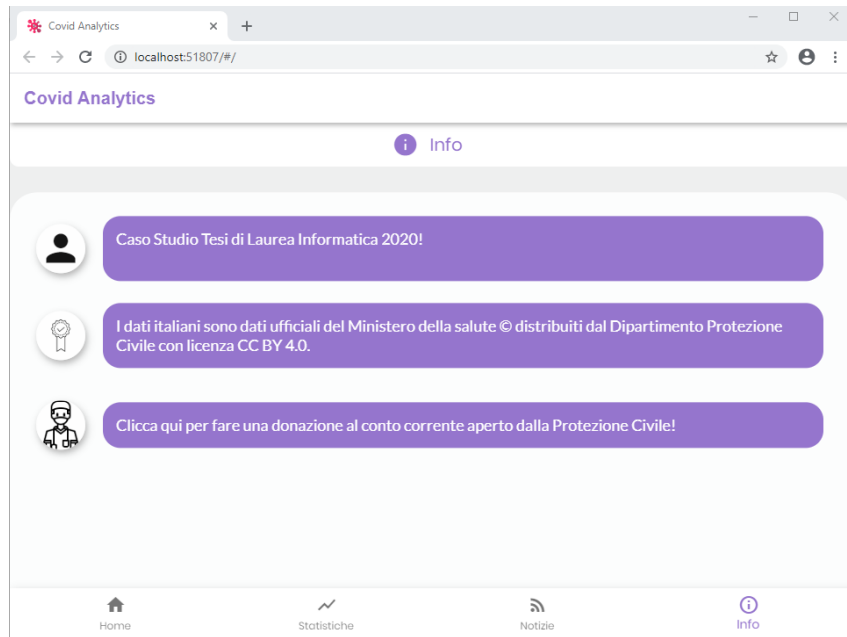 Covid Analytics
localhost:51807/#/
Covid Analytics
Info
Caso Studio Tesi di Laurea Informatica 2020!
I dati italiani sono dati ufficiali del Ministero della salute © distribuiti dal Dipartimento Protezione
Civile con licenza CC BY 4.0.
Clicca qui per fare una donazione al conto corrente aperto dalla Protezione Civile!
Home Statistiche Notizie Info